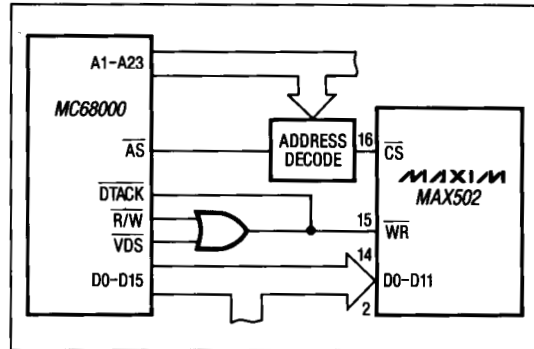 A1-A23
MC68000
ADDRESS
DECODE
16
CS
MAXIM
MAX502
AS
DTACK
R/W
VDS
15
WR
14
D0-D15
D0-D11
2